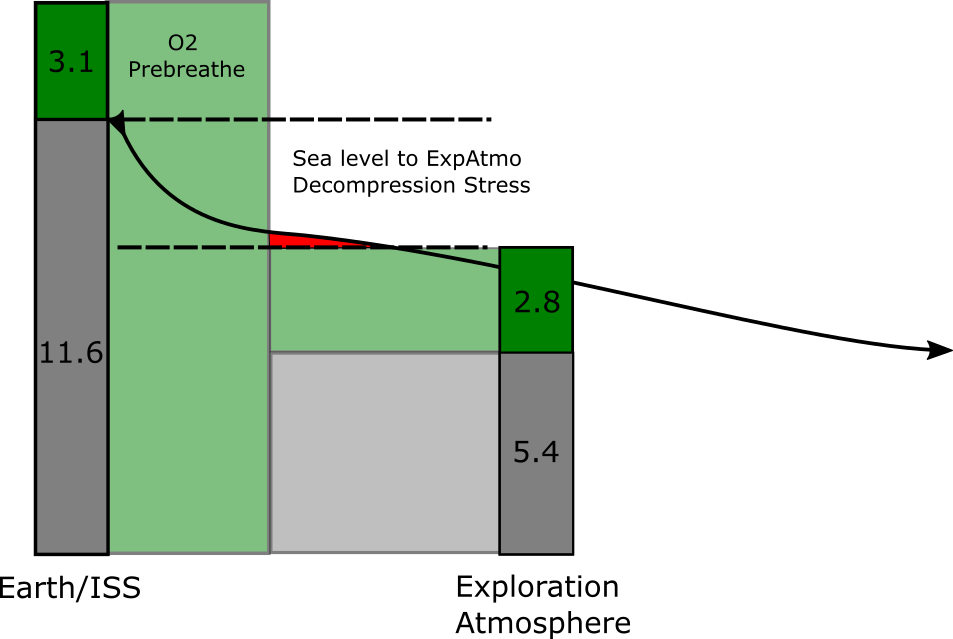 3.1
O2
Prebreathe
Sea level to ExpAtmo
Decompression Stress
2.8
11.6
5.4
Earth/ISS
Exploration
Atmosphere